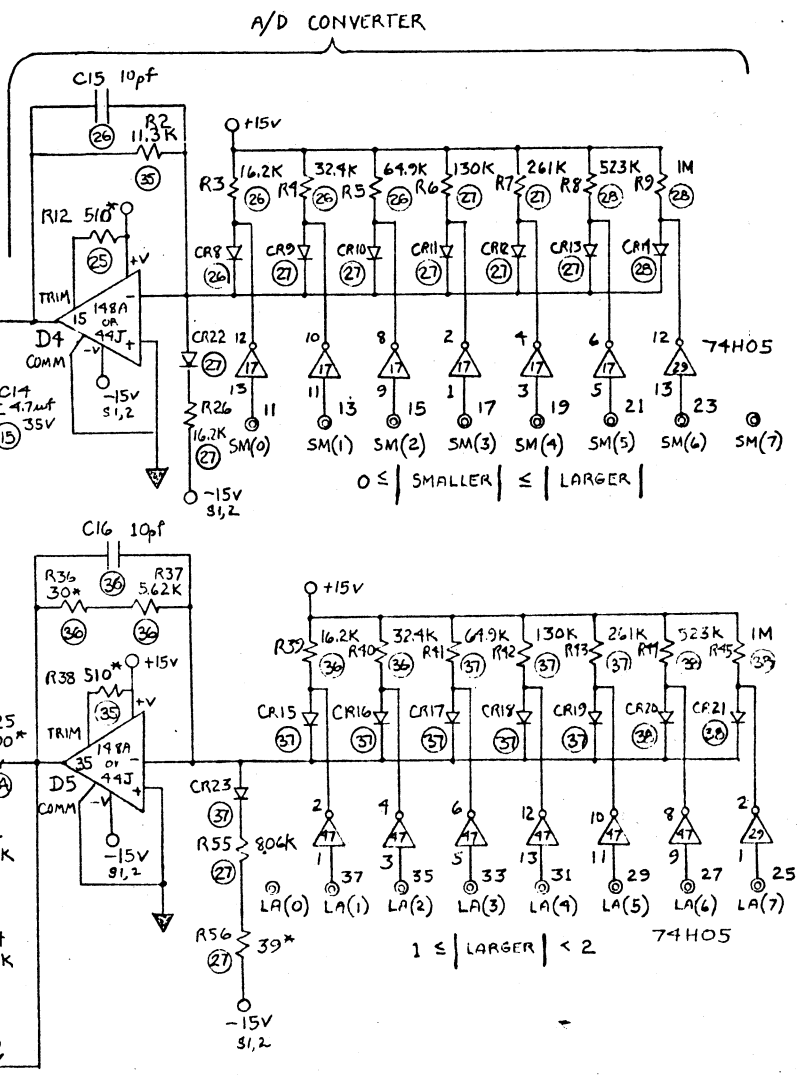 A/D CONVERTER
C15 10pf
26
R2
11.3K
35
+15V
R3 16.2K 26
R4 32.4K 26
R5 64.9K 26
R6 130K 27
R7 261K 27
R8 523K 28
R9 1M 28
R12 510*
25
+V
CR8 26
CR9 27
CR10 27
CR11 27
CR12 27
CR13 27
CR14 28
TRIM
15 148A OR 44J
-
+
D4
-V
COMM
-15V
S1,2
C14
4.7uf
35V
15
CR22
27
R26
16.2K
27
-15V
S1,2
12 10 8 2 4 6 12
17 17 17 17 17 17 29
74H05
13 11 9 1 3 5 13
11 13 15 17 19 21 23
SM(0) SM(1) SM(2) SM(3) SM(4) SM(5) SM(6) SM(7)
0 ≤ | SMALLER | ≤ | LARGER |
C16 10pf
36
R36
30*
36
R37
5.62K
36
+15V
R39 16.2K 36
R40 32.4K 36
R41 64.9K 37
R42 130K 37
R43 261K 37
R44 523K 38
R45 1M 38
R38 510*
35
+15V
+V
CR15 37
CR16 37
CR17 37
CR18 37
CR19 37
CR20 38
CR21 38
TRIM
35 148A or 44J
-
+
D5
-V
COMM
-15V
S1,2
CR23
37
R55 806K
27
R56 39*
27
-15V
S1,2
2 4 6 12 10 8 2
47 47 47 47 47 47 29
1 3 5 13 11 9 1
37 35 33 31 29 27 25
LA(0) LA(1) LA(2) LA(3) LA(4) LA(5) LA(6) LA(7)
74H05
1 ≤ | LARGER | < 2